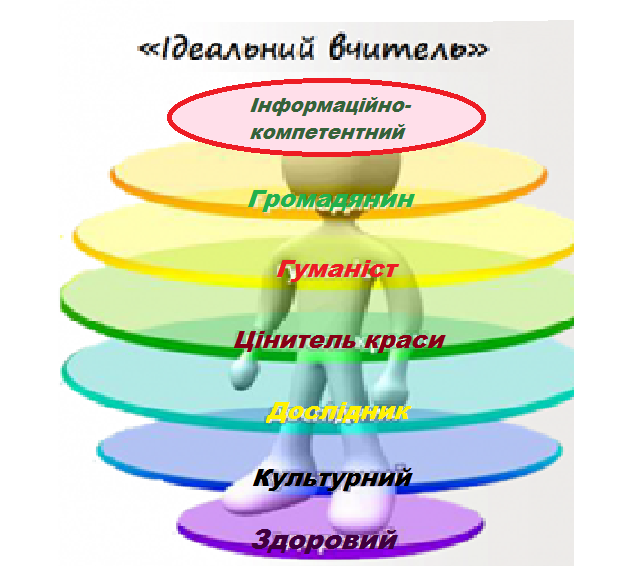 «Ідеальний вчитель»
Інформаційно-
компетентний
Громадянин
Гуманіст
Цінитель краси
Дослідник
Культурний
Здоровий